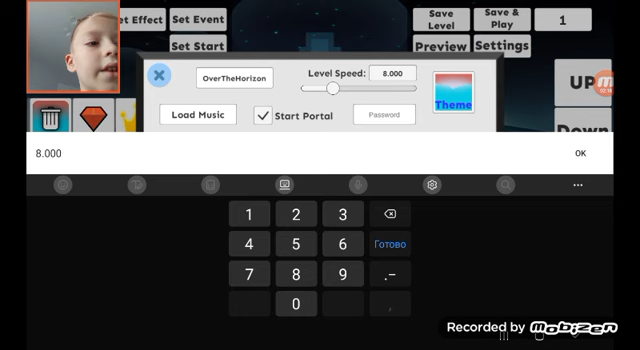 et Effect Set Event Save Level Save & Play 1
Set Start Preview Settings
OverTheHorizon Level Speed: 8.000 UP
Theme
Load Music Start Portal Password
Down
8.000 OK
1 2 3
4 5 6 Готово
7 8 9 .-
0 ,
Recorded by Mobizen